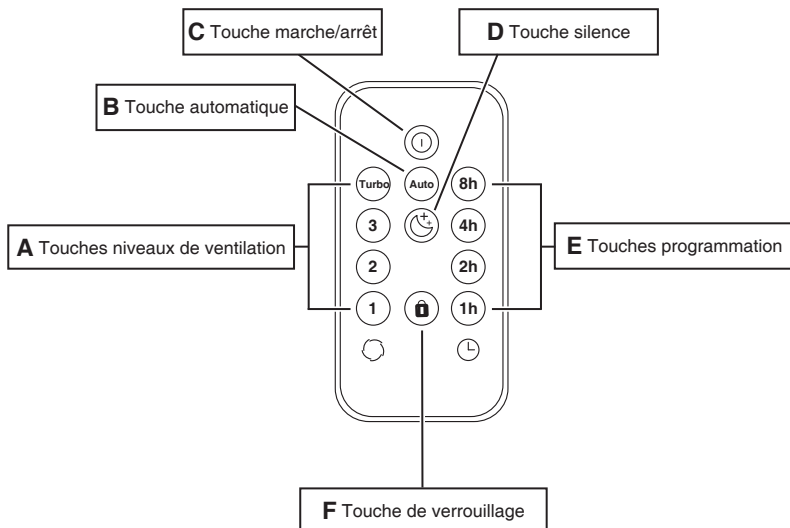 C Touche marche/arrêt
D Touche silence
B Touche automatique
Turbo Auto 8h
3 4h
A Touches niveaux de ventilation
E Touches programmation
2 2h
1 1h
F Touche de verrouillage